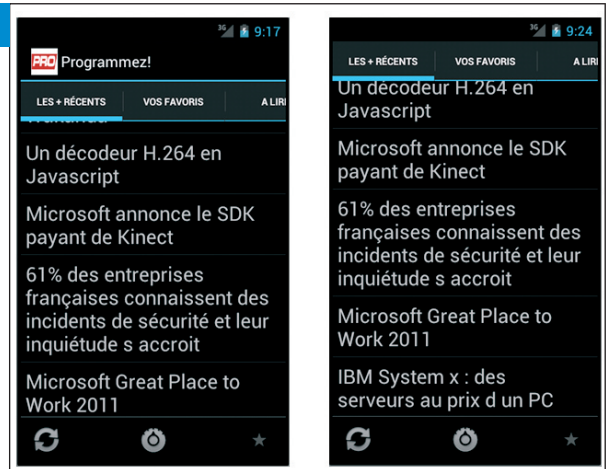 3G 9:17
PRO Programmez!
LES + RÉCENTS VOS FAVORIS A LIRE
Un décodeur H.264 en
Javascript
Microsoft annonce le SDK
payant de Kinect
61% des entreprises
françaises connaissent des
incidents de sécurité et leur
inquiétude s accroit
Microsoft Great Place to
Work 2011
3G 9:24
LES + RÉCENTS VOS FAVORIS A LIRE
Un décodeur H.264 en
Javascript
Microsoft annonce le SDK
payant de Kinect
61% des entreprises
françaises connaissent des
incidents de sécurité et leur
inquiétude s accroit
Microsoft Great Place to
Work 2011
IBM System x : des
serveurs au prix d un PC